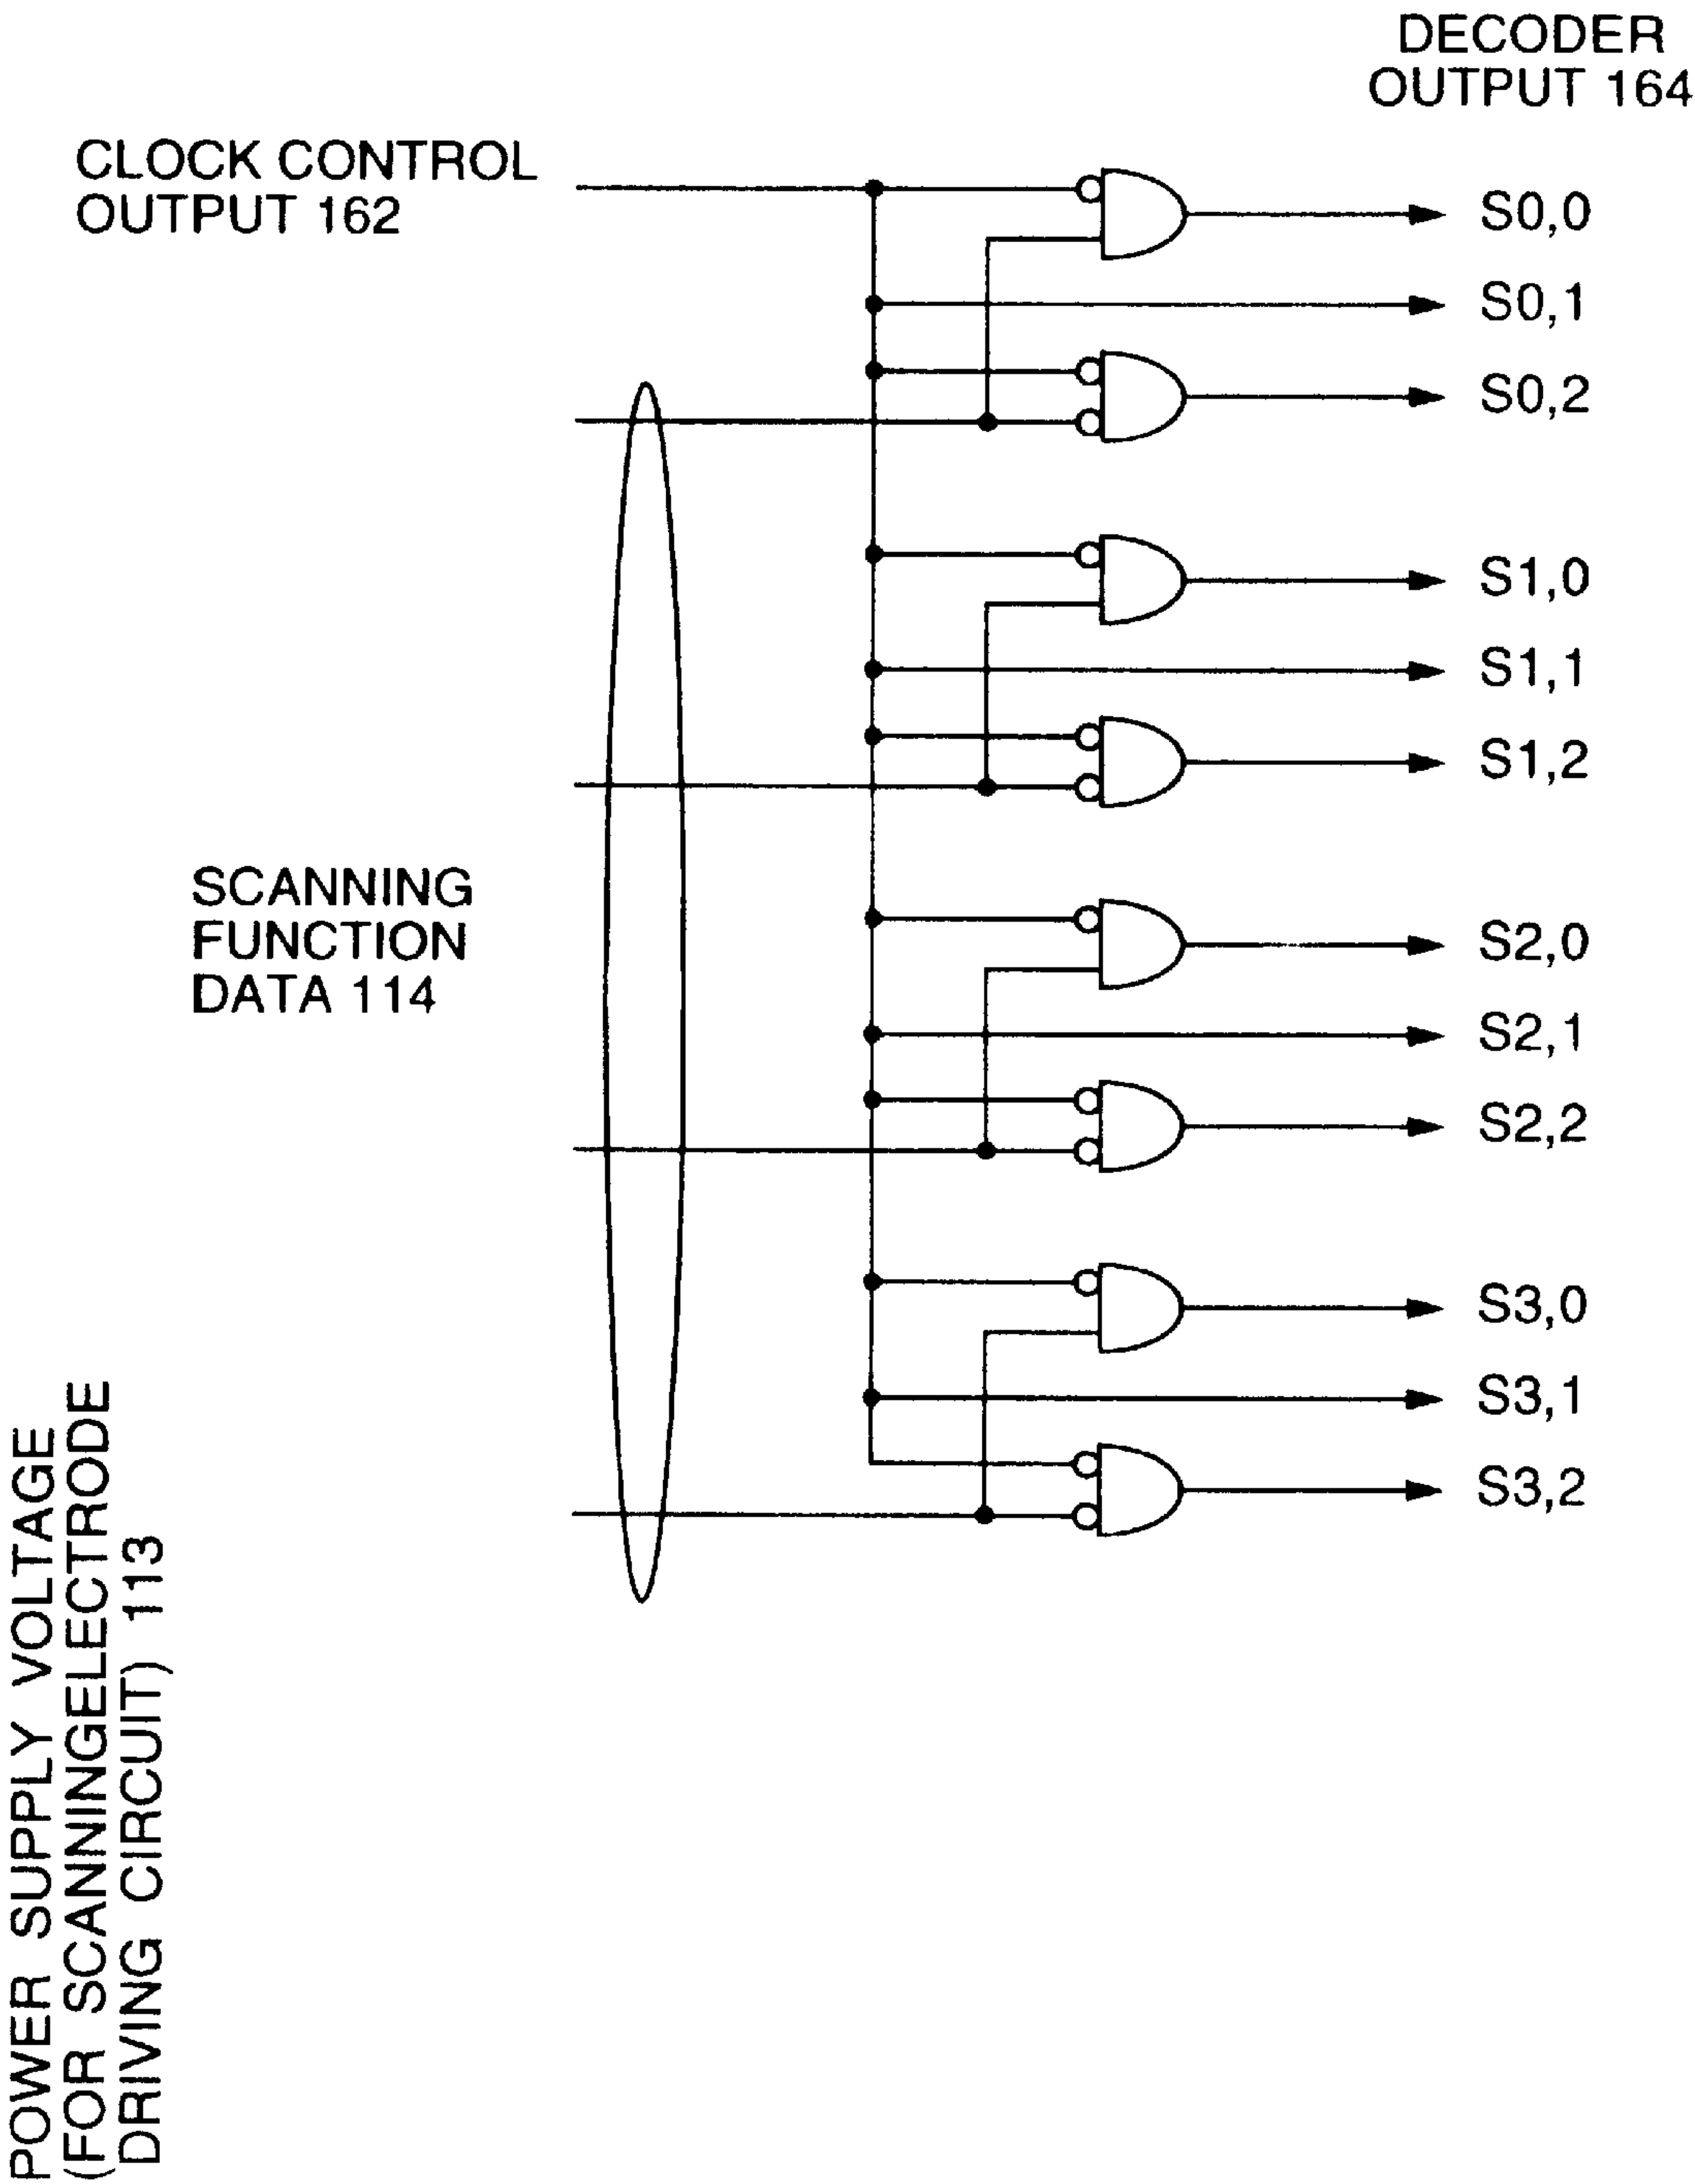 DECODER
OUTPUT 164
CLOCK CONTROL
OUTPUT 162
S0,0
S0,1
S0,2
S1,0
S1,1
S1,2
SCANNING
FUNCTION
DATA 114
S2,0
S2,1
S2,2
S3,0
S3,1
S3,2
POWER SUPPLY VOLTAGE
(FOR SCANNINGELECTRODE
DRIVING CIRCUIT) 113